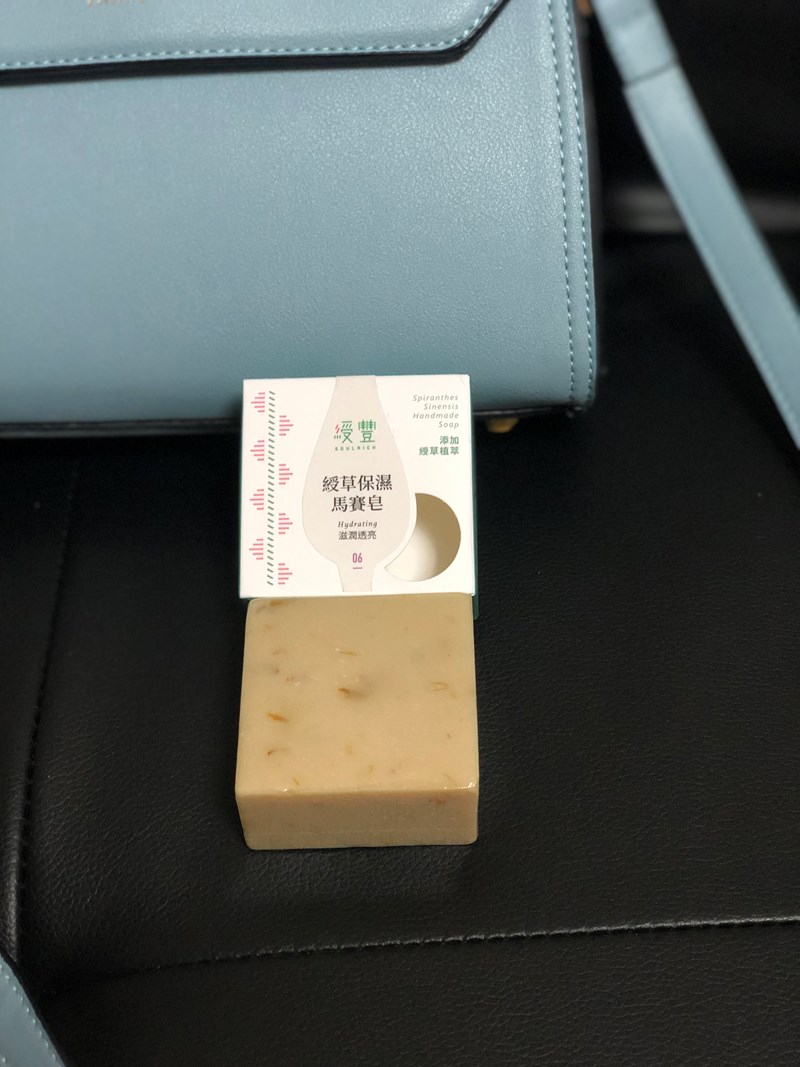 綬豐
SOULRICH
綬草保濕
馬賽皂
Hydrating
滋潤透亮
06
Spiranthes
Sinensis
Handmade
Soap
添加
綬草植萃